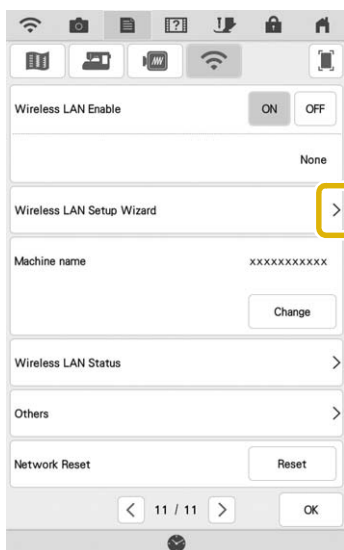 Wireless LAN Enable ON OFF
None
Wireless LAN Setup Wizard >
Machine name xxxxxxxxxxx
Change
Wireless LAN Status >
Others >
Network Reset Reset
< 11 / 11 > OK